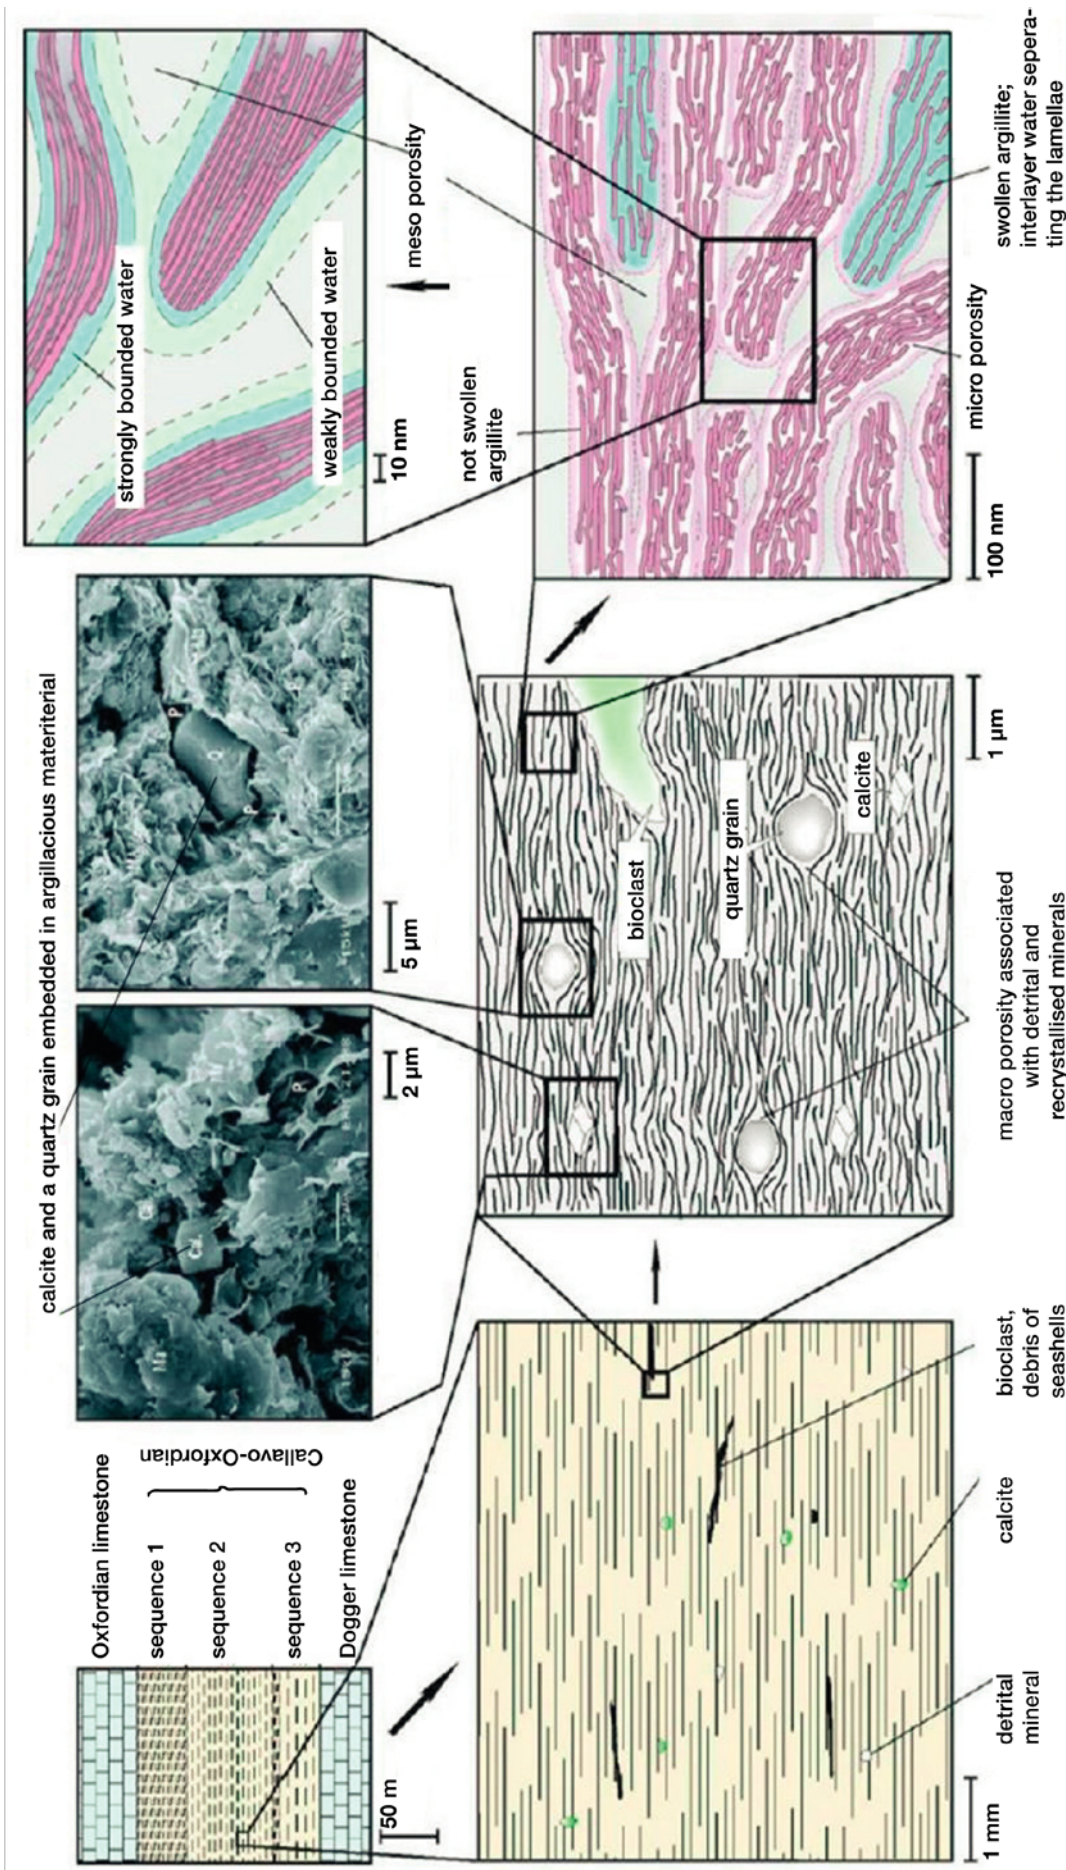 calcite and a quartz grain embedded in argillacious materiterial
Oxfordian limestone
sequence 1
sequence 2
sequence 3
Dogger limestone
Callavo-Oxfordian
50 m
Ma
Cal.
P
2 µm
Q
P
P
5 µm
strongly bounded water
weakly bounded water
10 nm
meso porosity
not swollen
argillite
1 mm
detrital
mineral
calcite
bioclast,
debris of
seashells
bioclast
quartz grain
calcite
1 µm
macro porosity associated
with detrital and
recrystallised minerals
100 nm
micro porosity
swollen argillite;
interlayer water sepera-
ting the lamellae